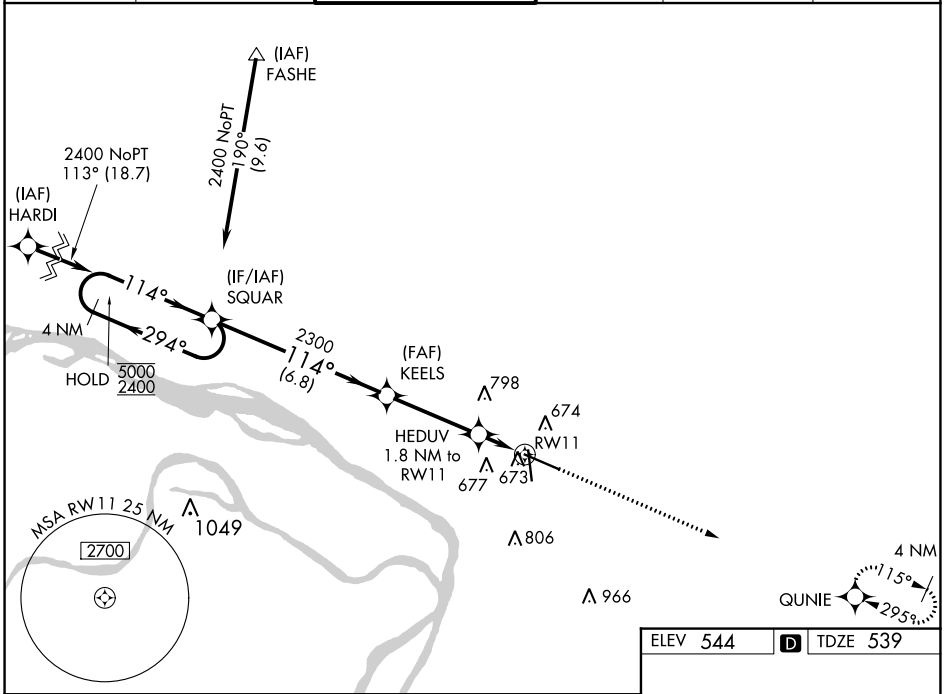 (IAF)
FASHE
2400 NoPT
190°
(9.6)
2400 NoPT
113° (18.7)
(IAF)
HARDI
(IF/IAF)
SQUAR
114°
4 NM
294°
HOLD
5000
2400
2300
114°
(6.8)
(FAF)
KEELS
798
674
HEDUV
1.8 NM to
RW11
RW11
677
673
MSA RW11 25 NM
2700
1049
806
966
4 NM
115°
QUNIE
295°
ELEV 544 D TDZE 539